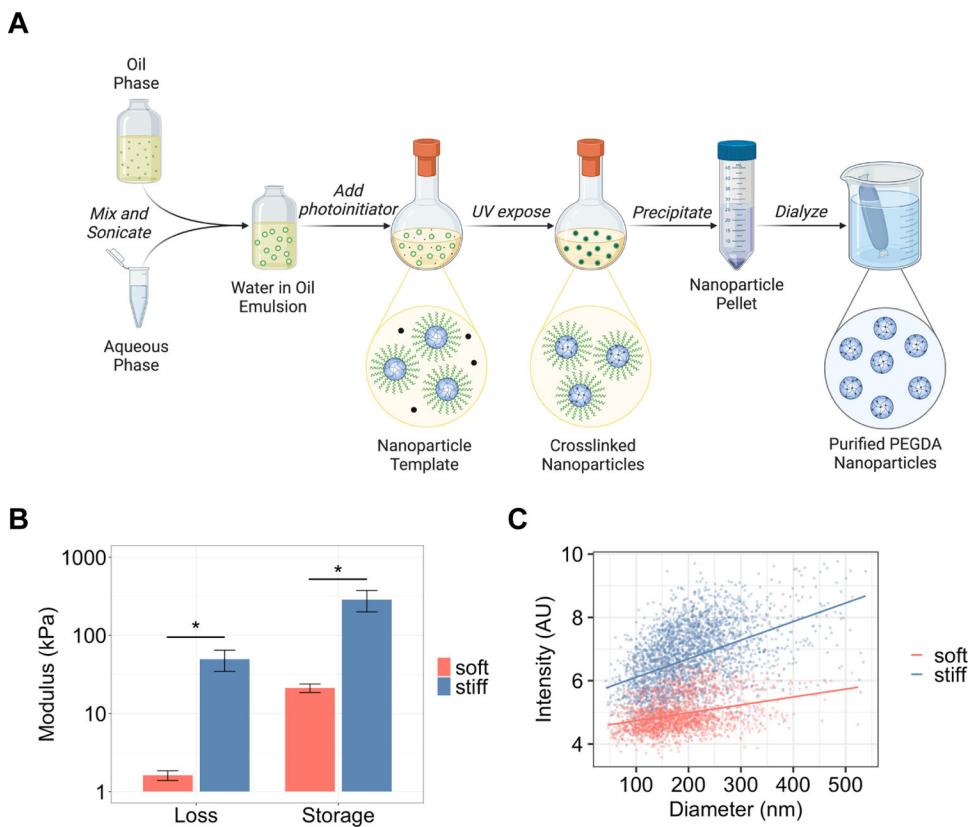 A
Oil
Phase
Mix and
Sonicate
Aqueous
Phase
Water in Oil
Emulsion
Add
photoinitiator
UV expose
Precipitate
Dialyze
Nanoparticle
Pellet
Nanoparticle
Template
Crosslinked
Nanoparticles
Purified PEGDA
Nanoparticles
B
Modulus (kPa)
1000
100
10
1
*
*
Loss
Storage
soft
stiff
C
Intensity (AU)
10
8
6
4
100
200
300
400
500
Diameter (nm)
soft
stiff